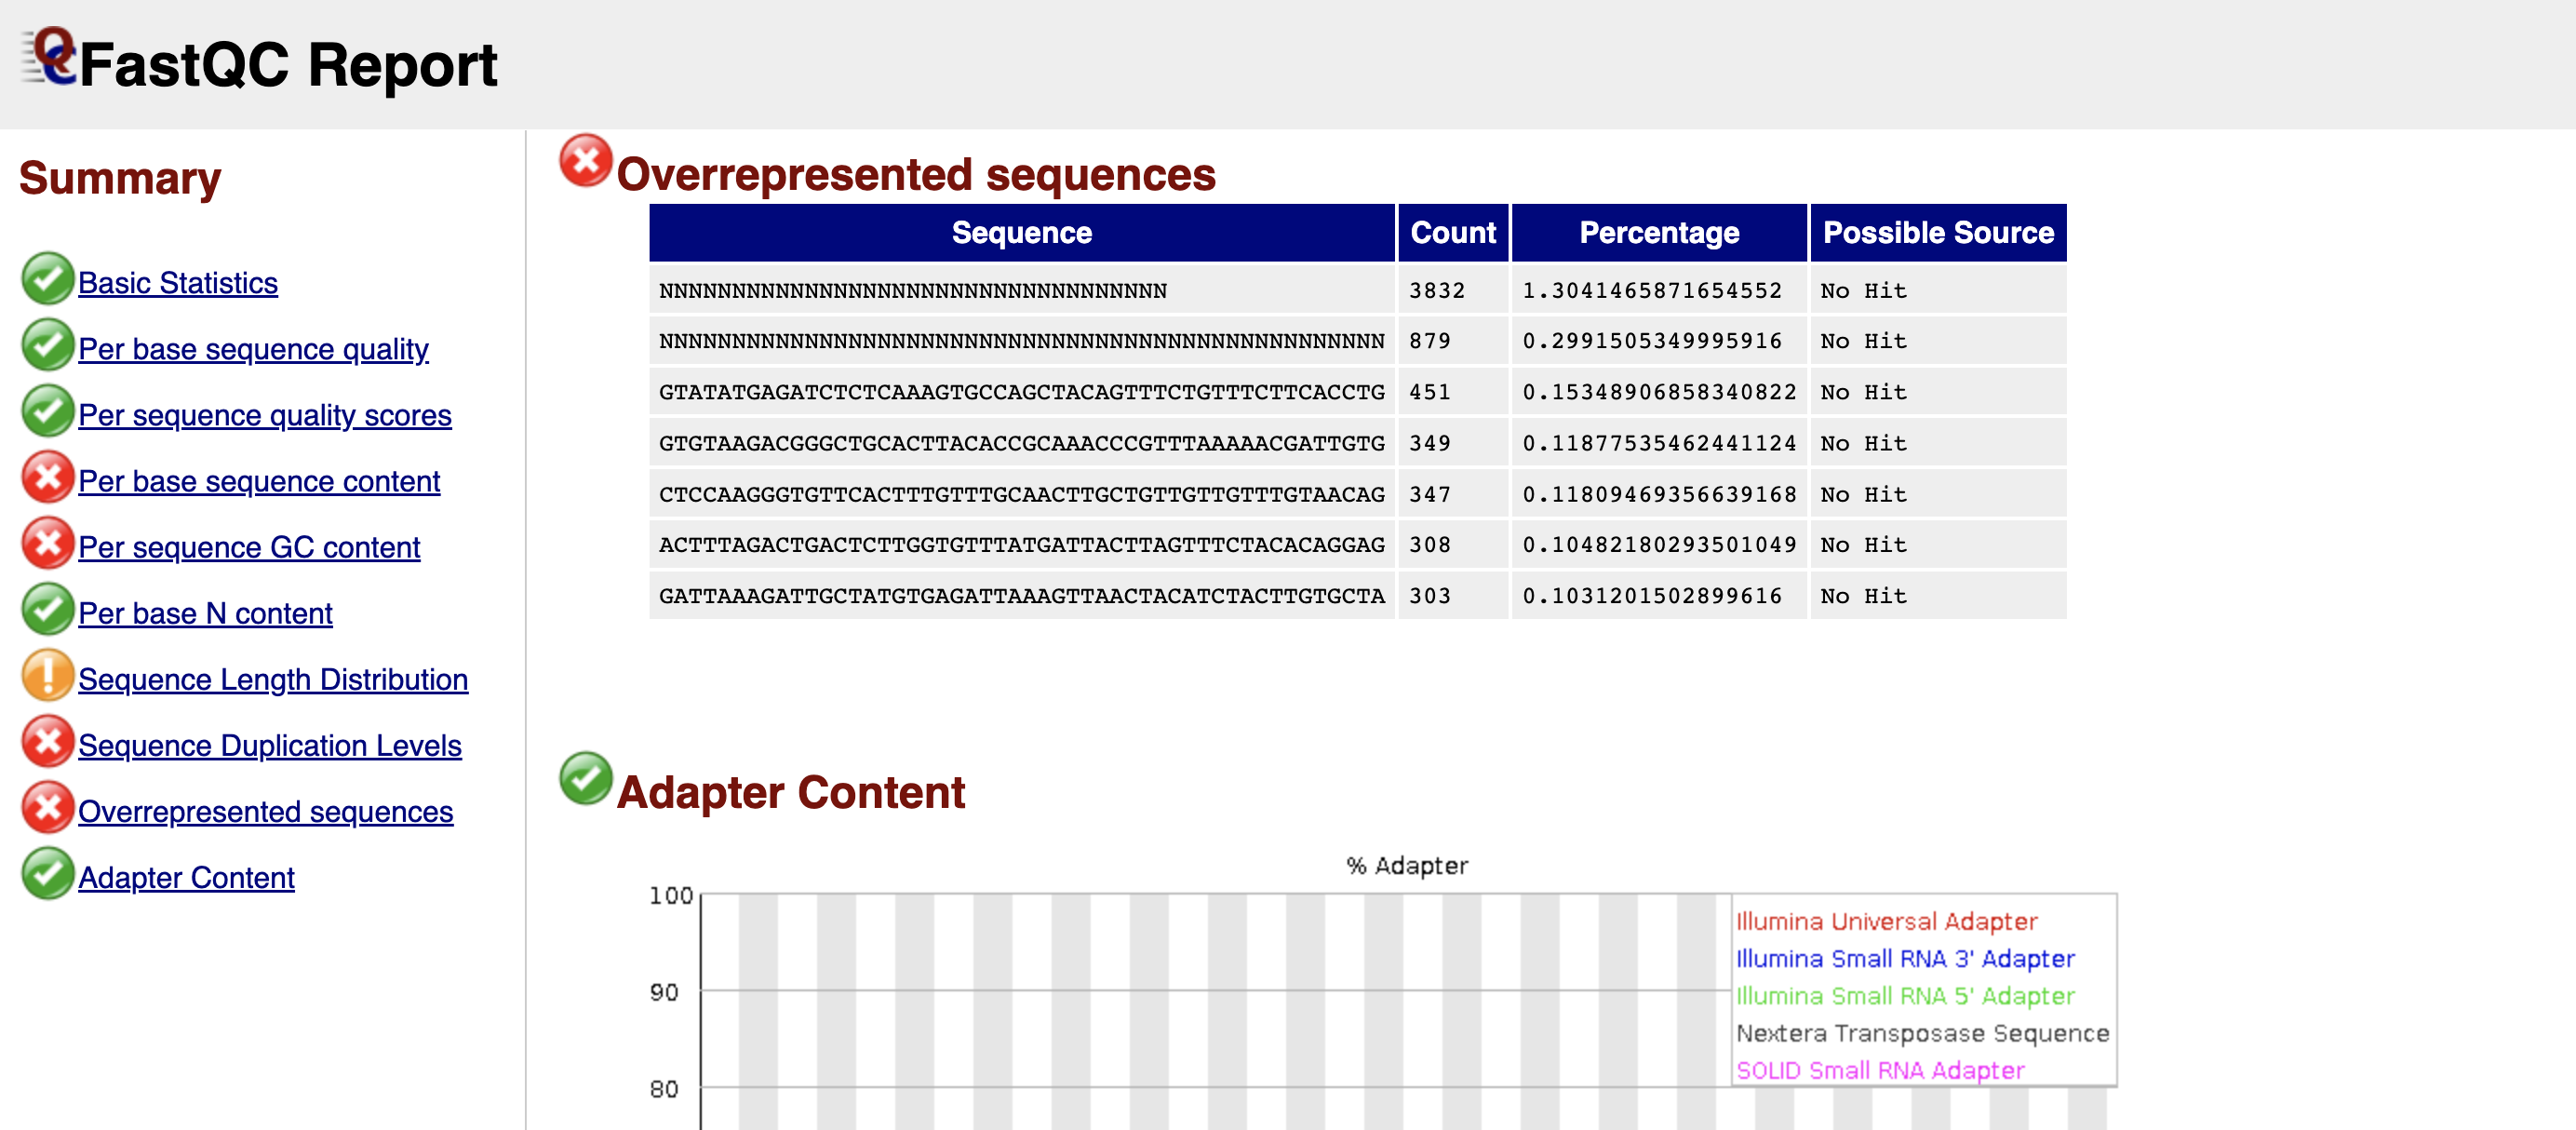 FastQC Report
Summary
Basic Statistics
Per base sequence quality
Per sequence quality scores
Per base sequence content
Per sequence GC content
Per base N content
Sequence Length Distribution
Sequence Duplication Levels
Overrepresented sequences
Adapter Content
Overrepresented sequences
Sequence Count Percentage Possible Source
NNNNNNNNNNNNNNNNNNNNNNNNNNNNNNNNNNN 3832 1.3041465871654552 No Hit
NNNNNNNNNNNNNNNNNNNNNNNNNNNNNNNNNNNNNNNNNNNNNNNNNN 879 0.2991505349995916 No Hit
GTATATGAGATCTCTCAAAGTGCCAGCTACAGTTTCTGTTTCTTCACCTG 451 0.15348906858340822 No Hit
GTGTAAGACGGGCTGCACTTACACCGCAAACCCGTTTAAAAACGATTGTG 349 0.11877535462441124 No Hit
CTCCAAGGGTGTTCACTTTGTTTGCAACTTGCTGTTGTTGTTTGTAACAG 347 0.11809469356639168 No Hit
ACTTTAGACTGACTCTTGGTGTTTATGATTACTTAGTTTCTACACAGGAG 308 0.10482180293501049 No Hit
GATTAAAGATTGCTATGTGAGATTAAAGTTAACTACATCTACTTGTGCTA 303 0.1031201502899616 No Hit
Adapter Content
% Adapter
100
90
80
Illumina Universal Adapter
Illumina Small RNA 3' Adapter
Illumina Small RNA 5' Adapter
Nextera Transposase Sequence
SOLID Small RNA Adapter